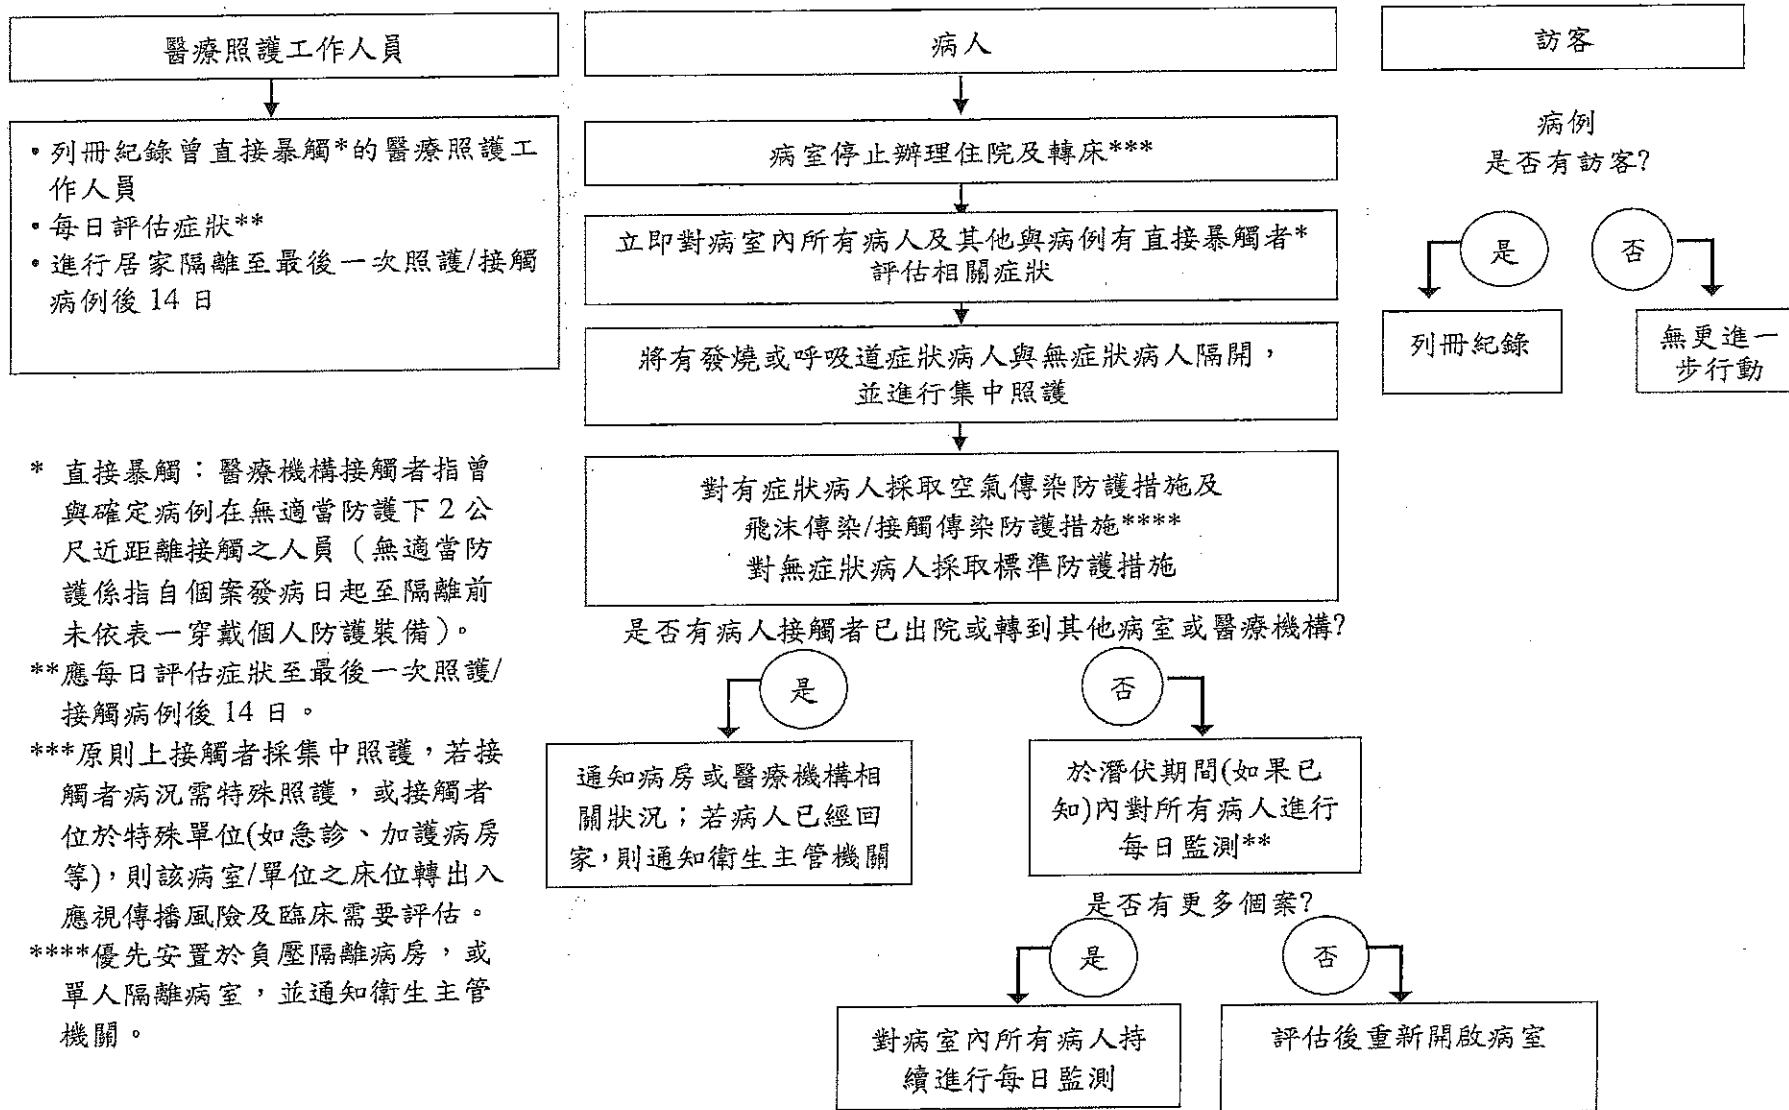 醫療照護工作人員
•列冊紀錄曾直接暴觸*的醫療照護工
作人員
•每日評估症狀**
•進行居家隔離至最後一次照護/接觸
病例後 14 日
* 直接暴觸：醫療機構接觸者指曾
與確定病例在無適當防護下 2 公
尺近距離接觸之人員（無適當防
護係指自個案發病日起至隔離前
未依表一穿戴個人防護裝備）。
**應每日評估症狀至最後一次照護/
接觸病例後 14 日。
***原則上接觸者採集中照護，若接
觸者病況需特殊照護，或接觸者
位於特殊單位(如急診、加護病房
等)，則該病室/單位之床位轉出入
應視傳播風險及臨床需要評估。
****優先安置於負壓隔離病房，或
單人隔離病室，並通知衛生主管
機關。
病人
病室停止辦理住院及轉床***
立即對病室內所有病人及其他與病例有直接暴觸者*
評估相關症狀
將有發燒或呼吸道症狀病人與無症狀病人隔開，
並進行集中照護
對有症狀病人採取空氣傳染防護措施及
飛沫傳染/接觸傳染防護措施****
對無症狀病人採取標準防護措施
是否有病人接觸者已出院或轉到其他病室或醫療機構?
是
否
通知病房或醫療機構相
關狀況；若病人已經回
家，則通知衛生主管機關
於潛伏期間(如果已
知)內對所有病人進行
每日監測**
是否有更多個案?
是
否
對病室內所有病人持
續進行每日監測
評估後重新開啟病室
訪客
病例
是否有訪客?
是
否
列冊紀錄
無更進一
步行動